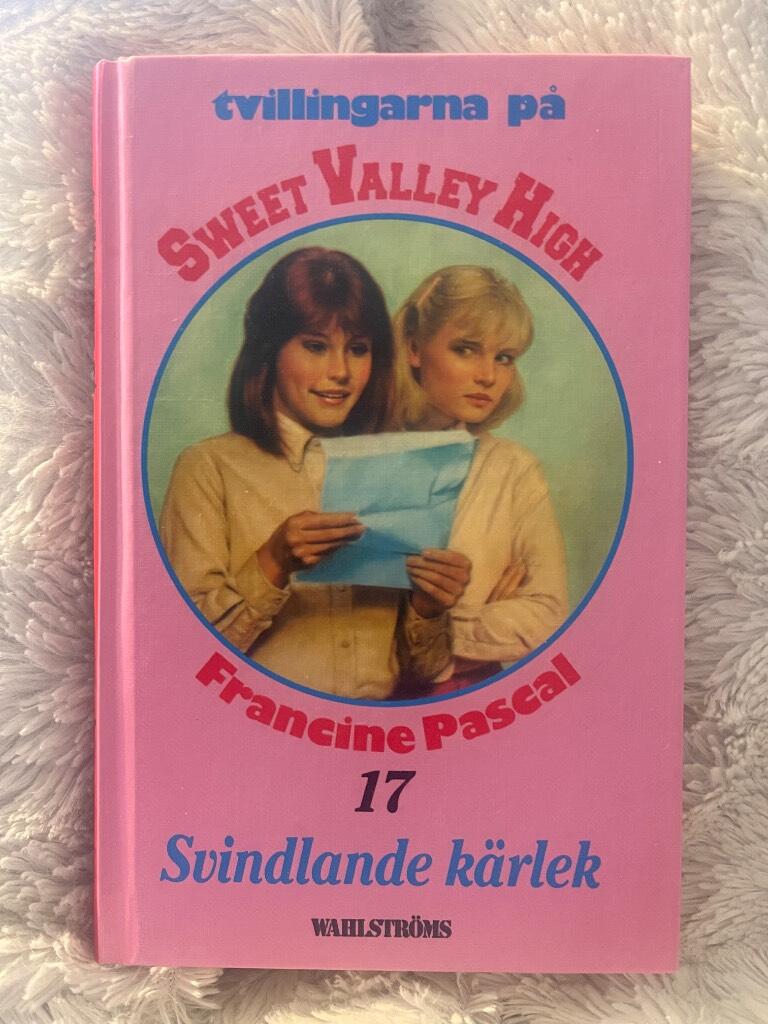 tvillingarna på
SWEET VALLEY HIGH
Francine Pascal
17
Svindlande kärlek
WAHLSTRÖMS